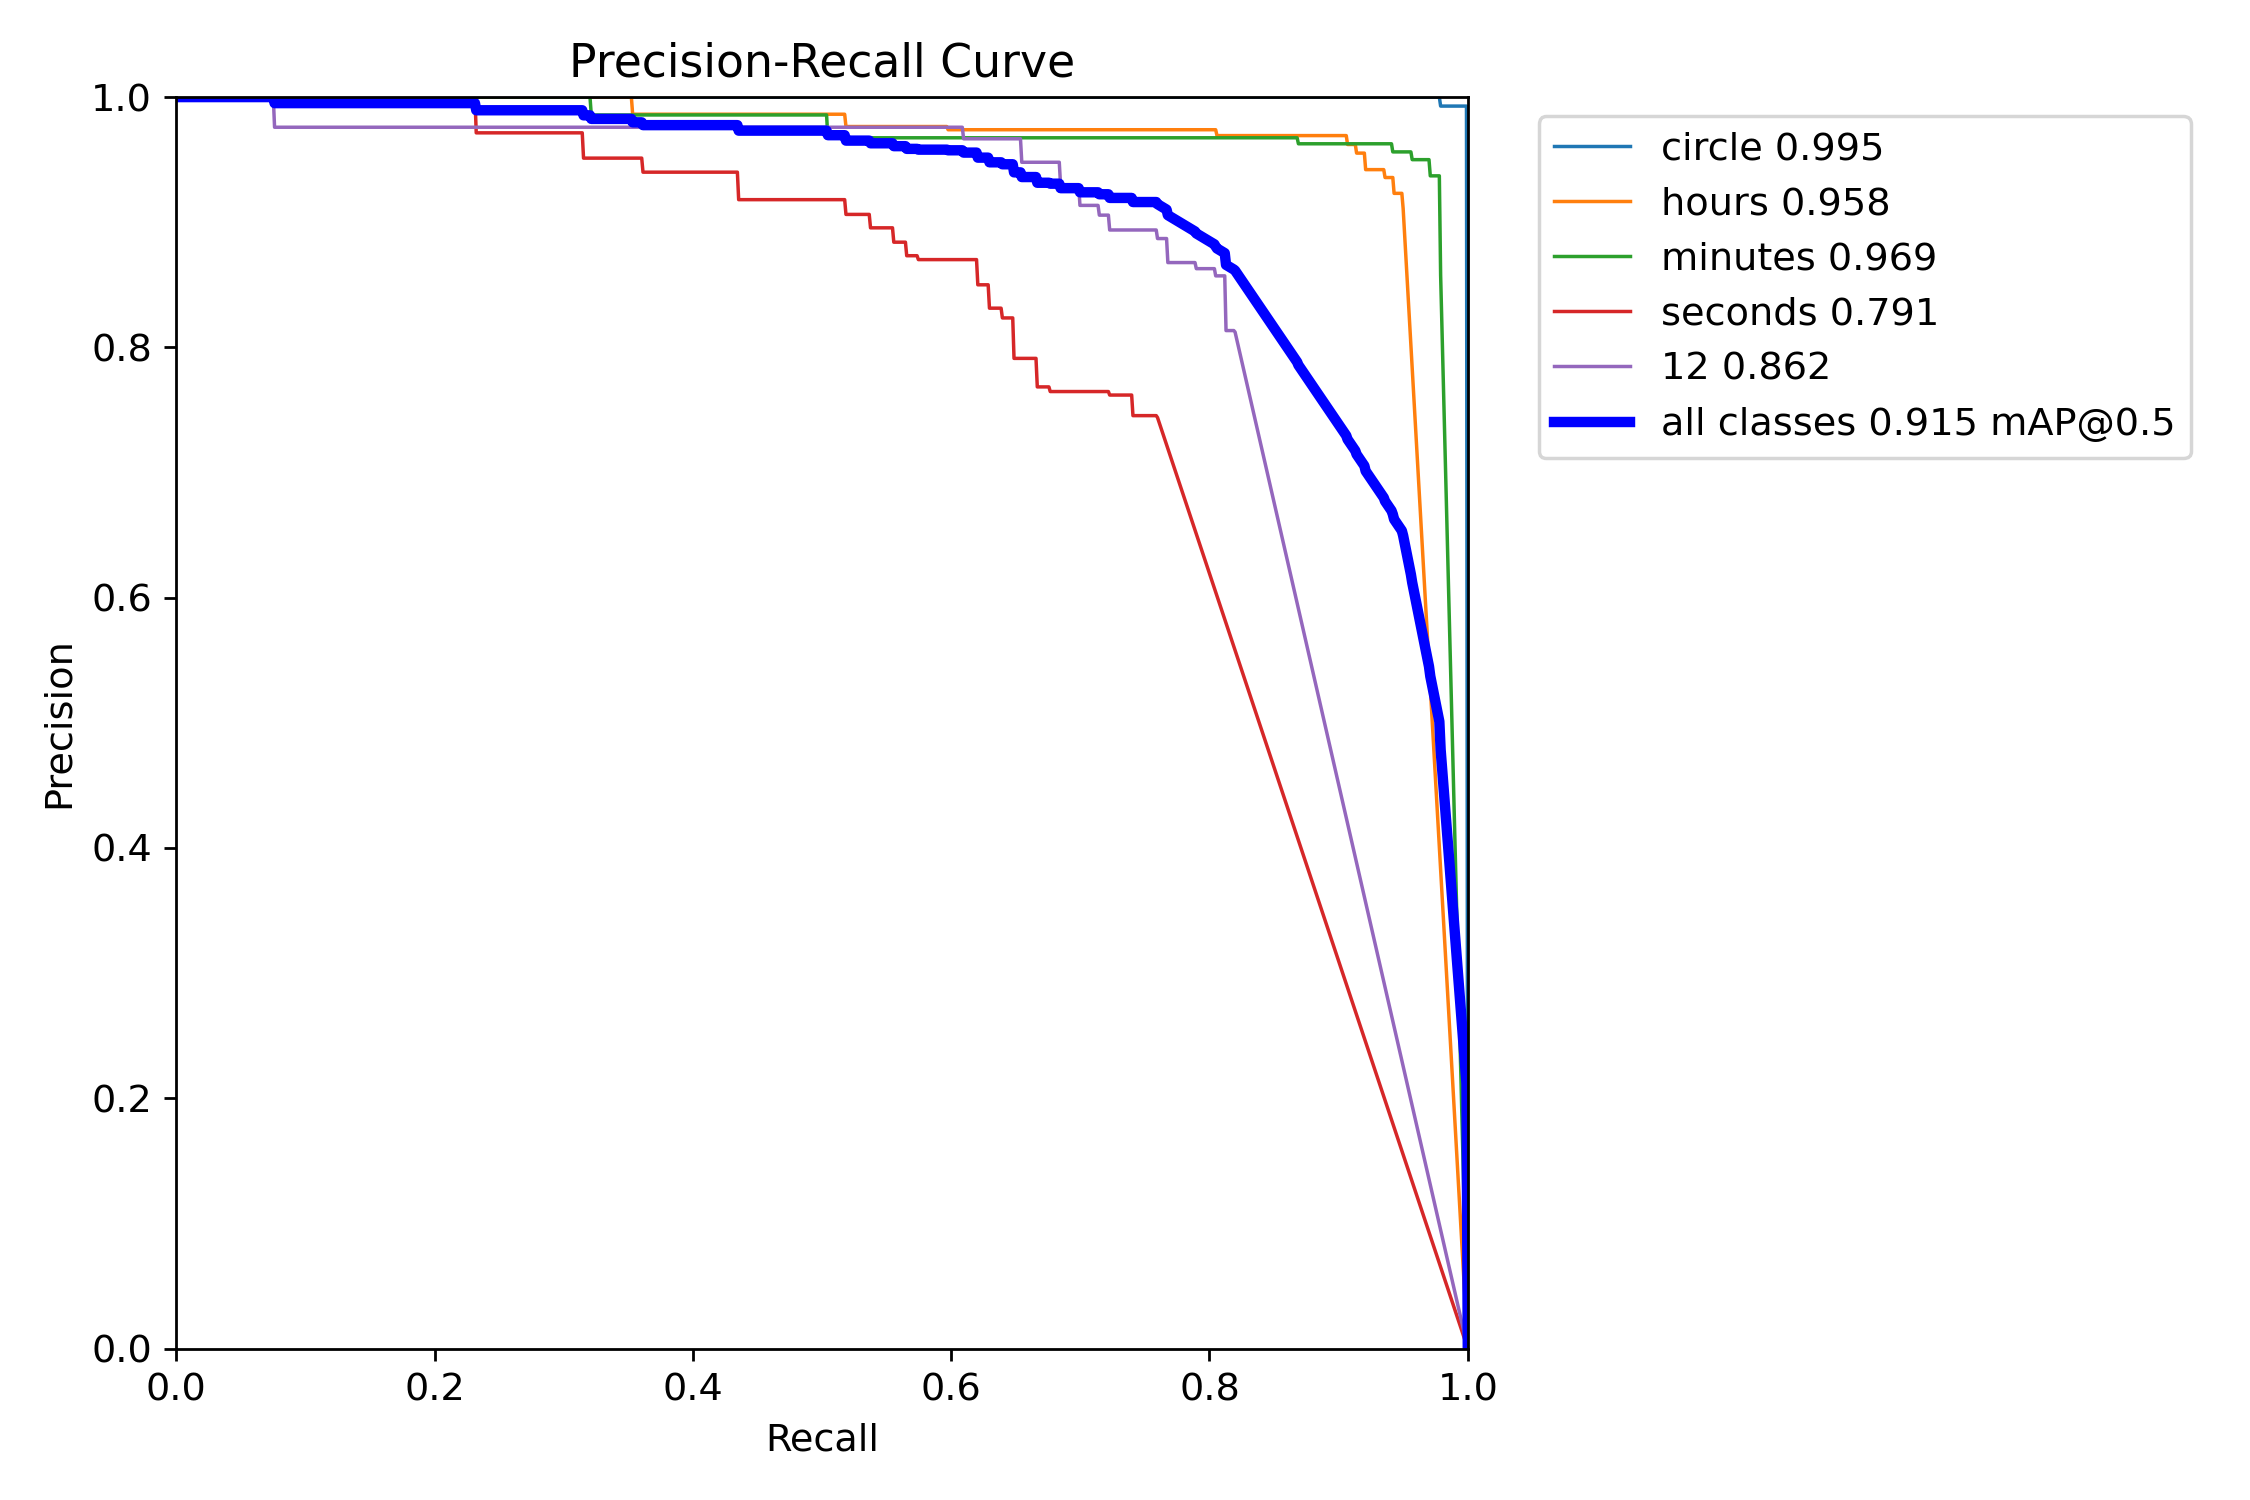 Precision-Recall Curve
1.0
0.8
0.6
0.4
0.2
0.0
Precision
0.0 0.2 0.4 0.6 0.8 1.0
Recall
circle 0.995
hours 0.958
minutes 0.969
seconds 0.791
12 0.862
all classes 0.915 mAP@0.5